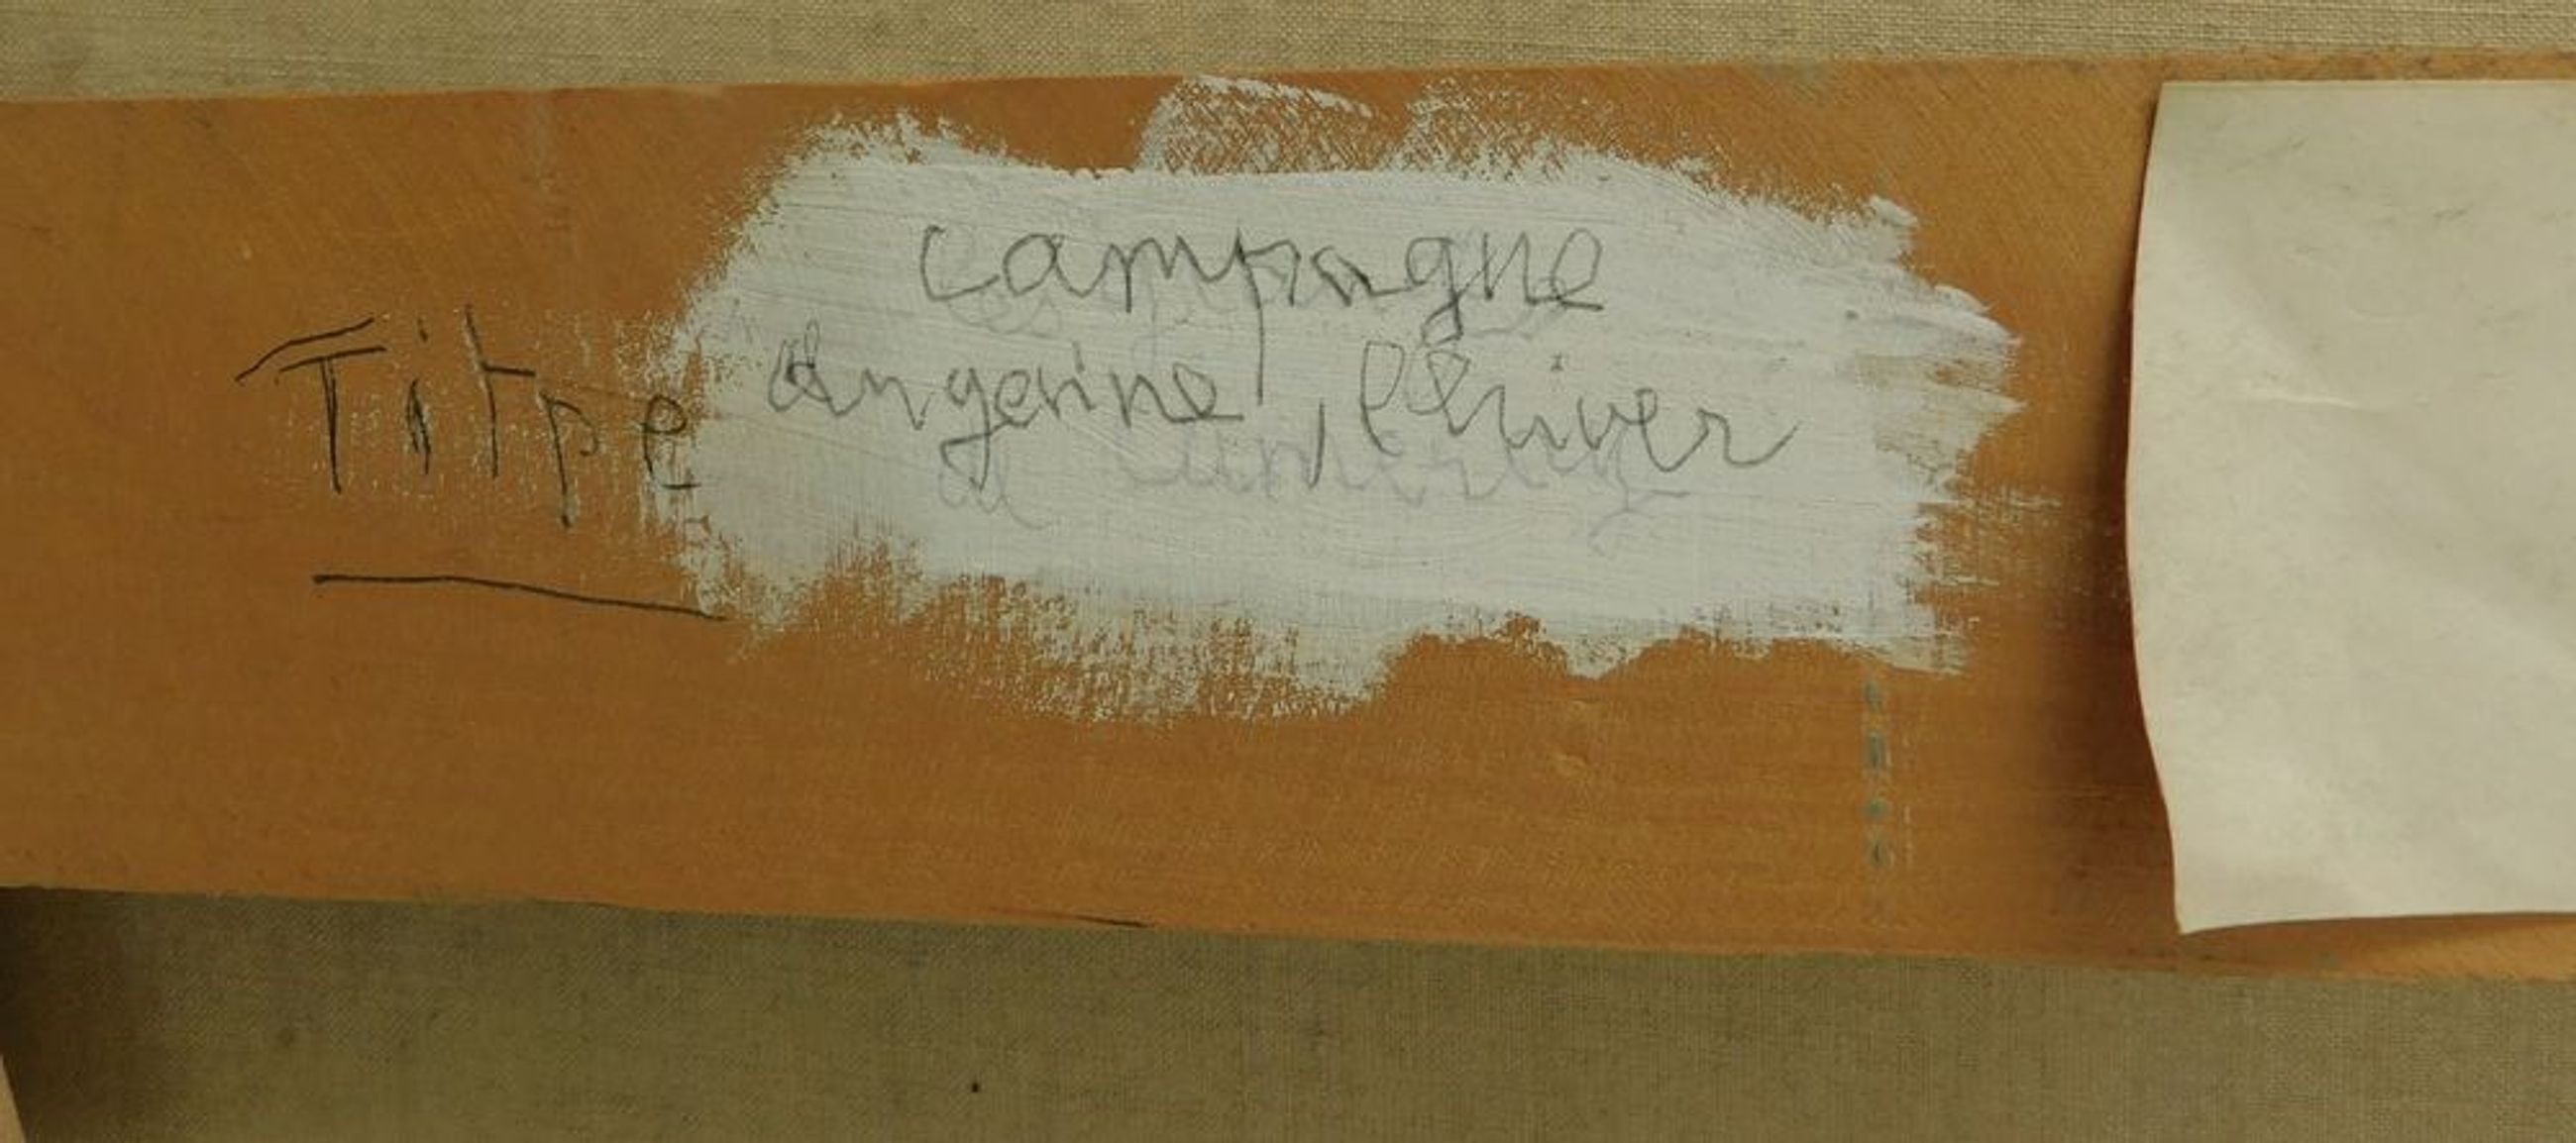 Titre
campagne
angevine, l'hiver